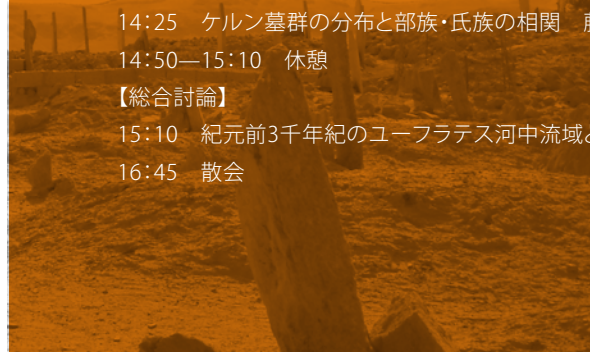 14：25　ケルン墓群の分布と部族・氏族の相関
14：50―15：10　休憩
【総合討論】
15：10　紀元前3千年紀のユーフラテス河中流域
16：45　散会